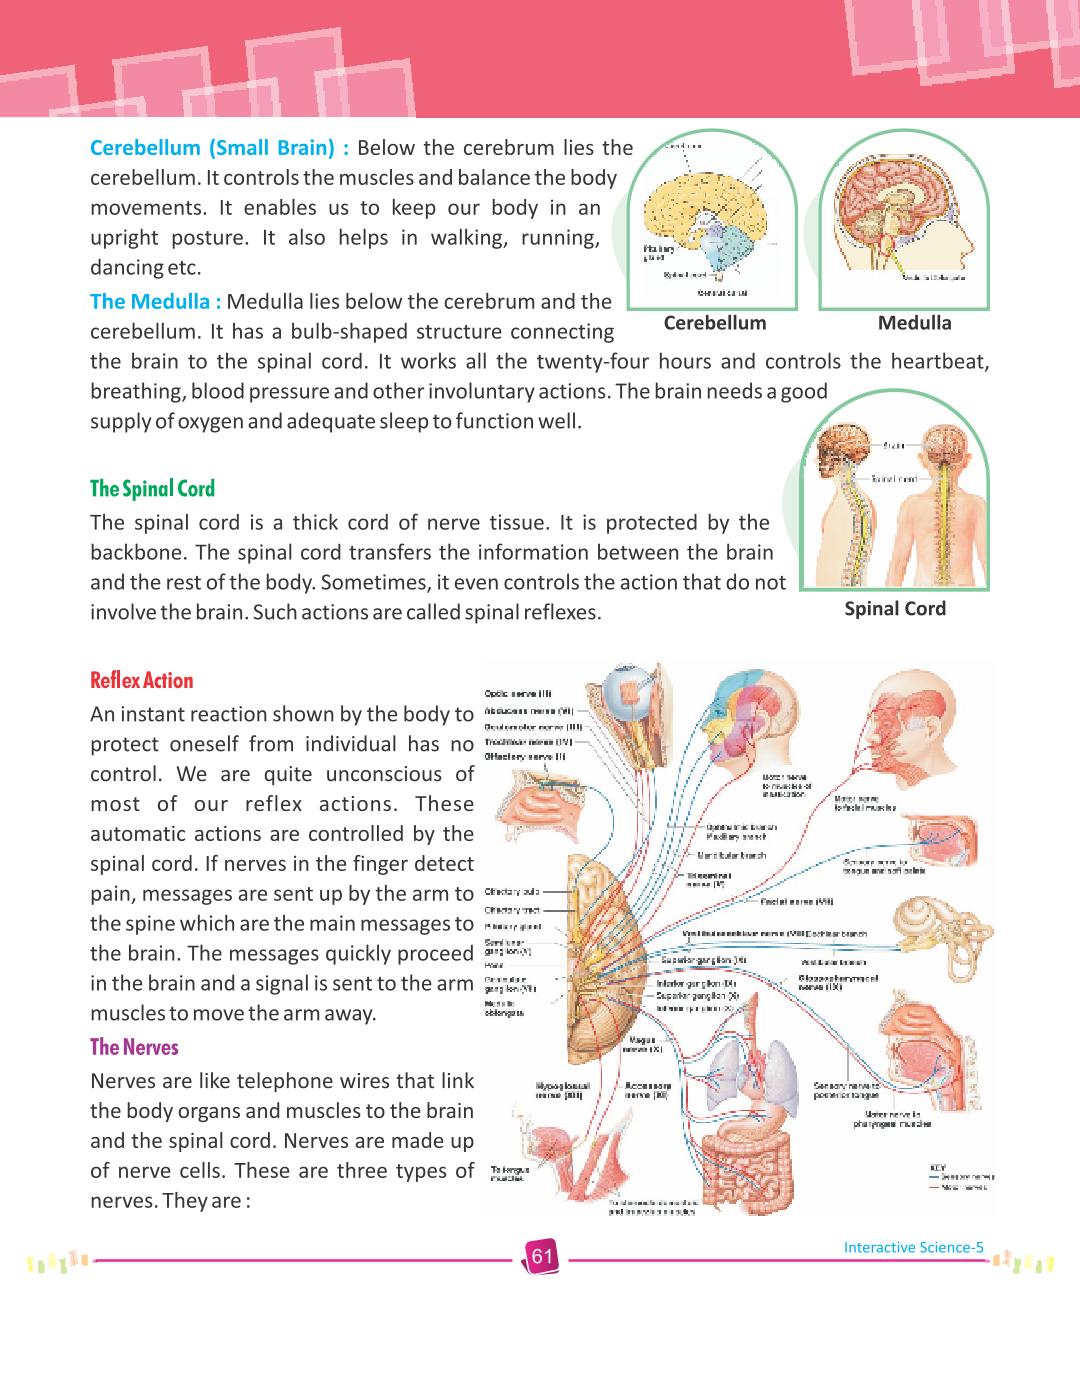 Cerebellum (Small Brain) : Below the cerebrum lies the
cerebellum. It controls the muscles and balance the body
movements. It enables us to keep our body in an
upright posture. It also helps in walking, running,
dancing etc.
The Medulla : Medulla lies below the cerebrum and the
cerebellum. It has a bulb-shaped structure connecting
the brain to the spinal cord. It works all the twenty-four hours and controls the heartbeat,
breathing, blood pressure and other involuntary actions. The brain needs a good
supply of oxygen and adequate sleep to function well.
Pituitary
gland
Spinal cord
Central canal
Cerebellum
Medulla Oblongata
Medulla
The Spinal Cord
The spinal cord is a thick cord of nerve tissue. It is protected by the
backbone. The spinal cord transfers the information between the brain
and the rest of the body. Sometimes, it even controls the action that do not
involve the brain. Such actions are called spinal reflexes.
Brain
Spinal cord
Spinal Cord
Reflex Action
An instant reaction shown by the body to
protect oneself from individual has no
control. We are quite unconscious of
most of our reflex actions. These
automatic actions are controlled by the
spinal cord. If nerves in the finger detect
pain, messages are sent up by the arm to
the spine which are the main messages to
the brain. The messages quickly proceed
in the brain and a signal is sent to the arm
muscles to move the arm away.
The Nerves
Nerves are like telephone wires that link
the body organs and muscles to the brain
and the spinal cord. Nerves are made up
of nerve cells. These are three types of
nerves. They are :
Optic nerve (II)
Abducens nerve (VI)
Oculomotor nerve (III)
Trochlear nerve (IV)
Olfactory nerve (I)
Motor nerve
to muscles of
mastication
Motor nerve
to facial muscles
Ophthalmic branch
Maxillary branch
Mandibular branch
Trigeminal
nerve (V)
Sensory nerve to
tongue and soft palate
Facial nerve (VII)
Olfactory bulb
Olfactory tract
Pituitary gland
Semilunar
ganglion (V)
Pons
Geniculate
ganglion (VII)
Medulla
oblongata
Vestibulocochlear nerve (VIII)
Cochlear branch
Vestibular branch
Superior ganglion (IX)
Inferior ganglion (IX)
Superior ganglion (X)
Inferior ganglion (X)
Glossopharyngeal
nerve (IX)
Vagus
nerve (X)
Hypoglossal
nerve (XII)
Accessory
nerve (XI)
Sensory nerve to
posterior tongue
Motor nerve to
pharyngeal muscles
To tongue
muscles
KEY
Sensory nerves
Motor nerves
61
Interactive Science-5